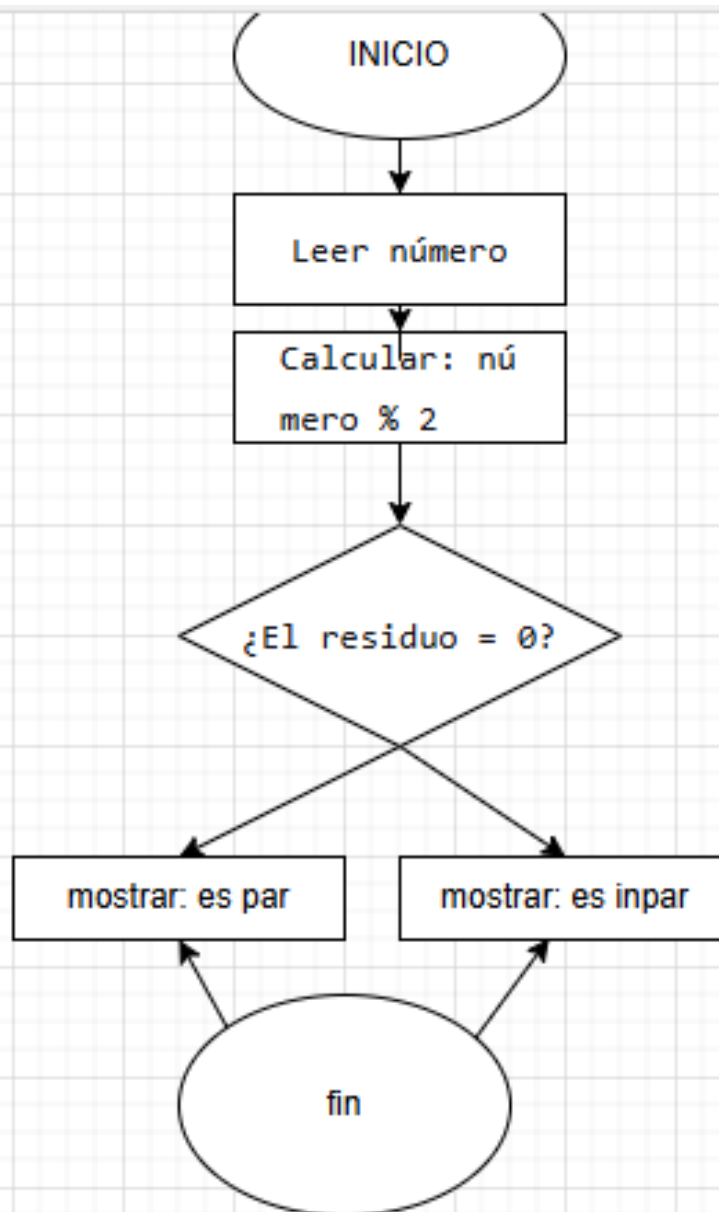 INICIO
Leer número
Calcular: nú
mero % 2
¿El residuo = 0?
mostrar: es par
mostrar: es inpar
fin